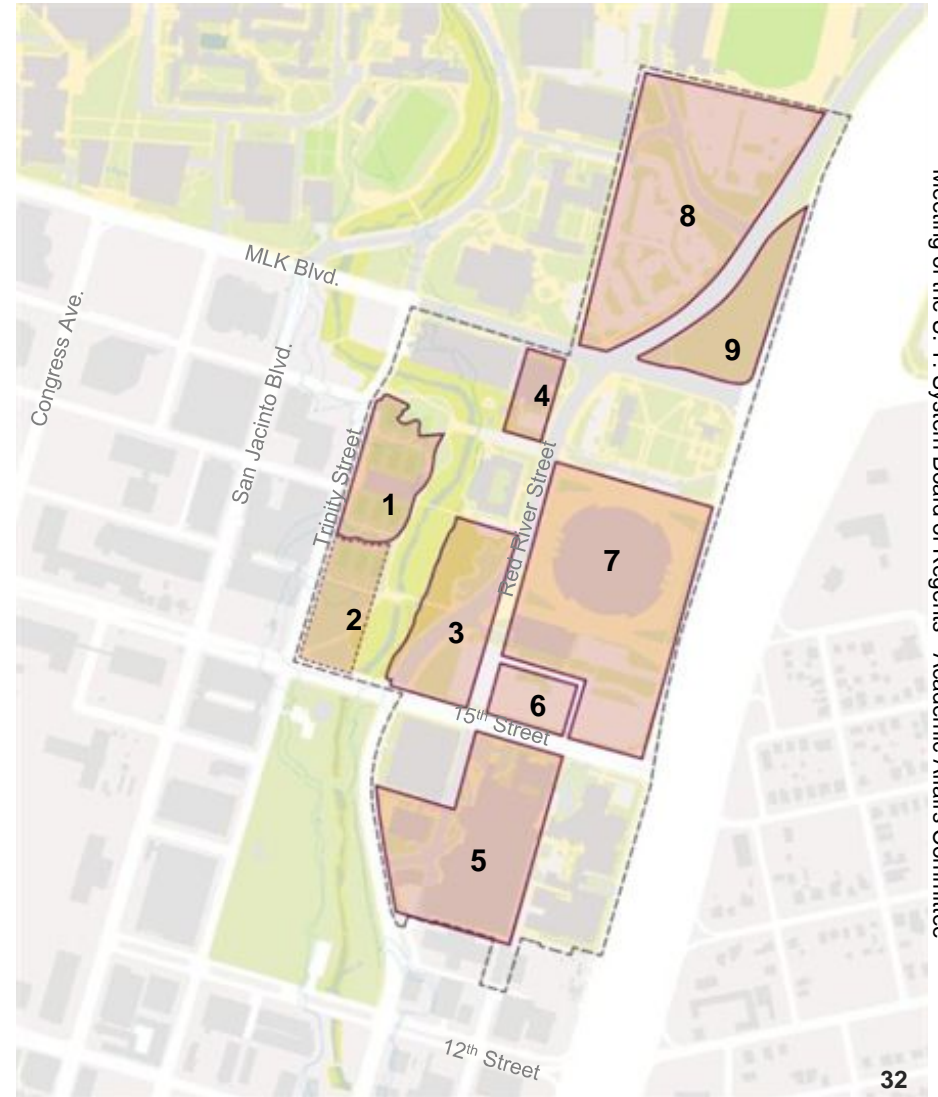 8
MLK Blvd.
9
Congress Ave.
San Jacinto Blvd.
4
Trinity Street
Red River Street
1
7
2
3
6
15th Street
5
12th Street
Meeting of the U. T. System Board of Regents - Academic Affairs Committee
32